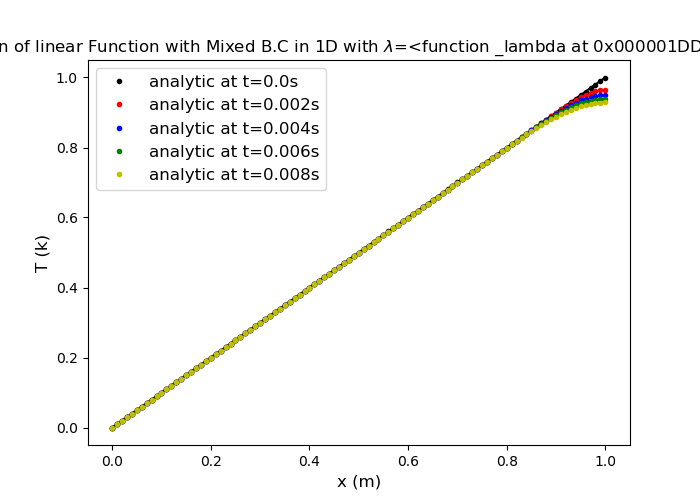 n of linear Function with Mixed B.C in 1D with λ=<function _lambda at 0x000001DD
analytic at t=0.0s
analytic at t=0.002s
analytic at t=0.004s
analytic at t=0.006s
analytic at t=0.008s
1.0
0.8
0.6
0.4
0.2
0.0
T (k)
0.0 0.2 0.4 0.6 0.8 1.0
x (m)